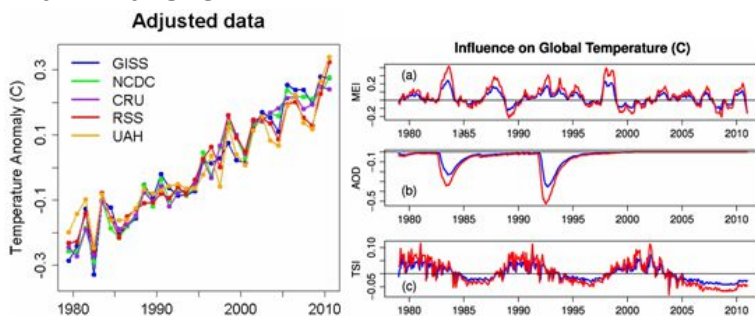 Adjusted data
Temperature Anomaly (C)
0.3
0.1
-0.1
-0.3
GISS
NCDC
CRU
RSS
UAH
1980
1990
2000
2010
Influence on Global Temperature (C)
MEI
0.2
-0.2
(a)
1980
1985
1990
1995
2000
2005
2010
AOD
-0.1
-0.5
(b)
1980
1985
1990
1995
2000
2005
2010
TSI
0.10
-0.05
(c)
1980
1985
1990
1995
2000
2005
2010